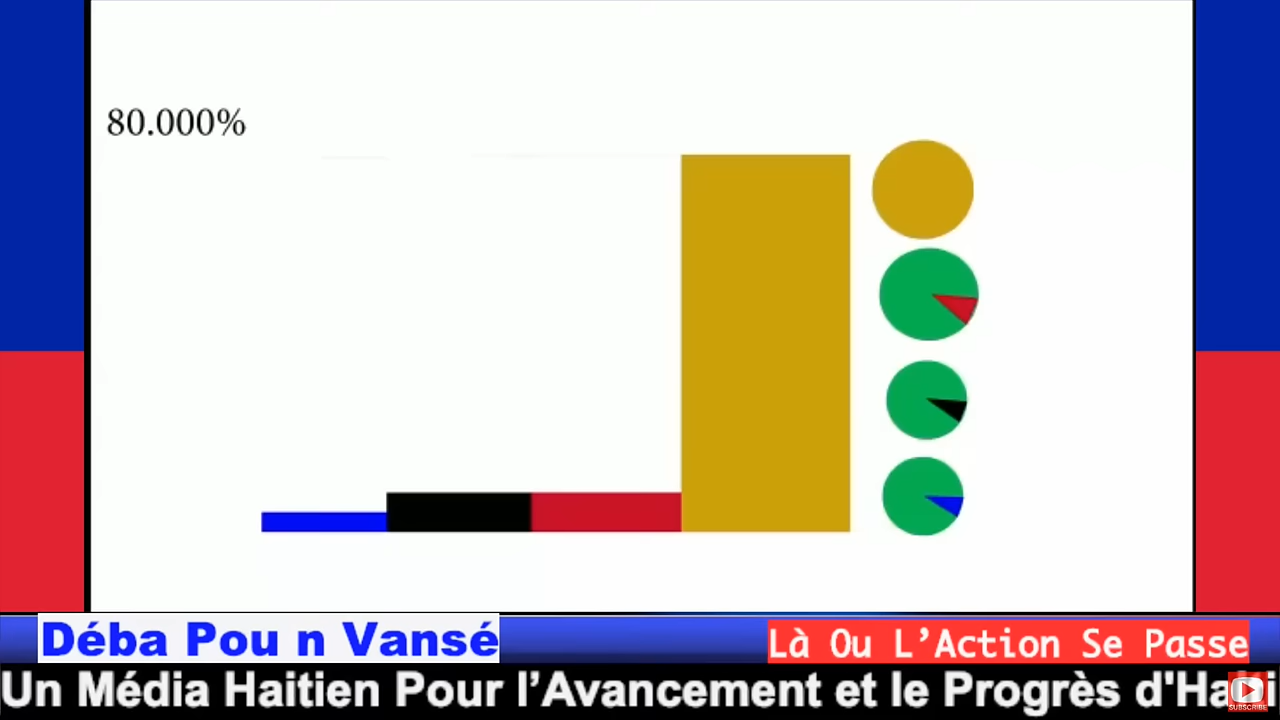 80.000%
Déba Pou n Vansé
Là Ou L’Action Se Passe
Un Média Haitien Pour l’Avancement et le Progrès d'Haiti
SUBSCRIBE